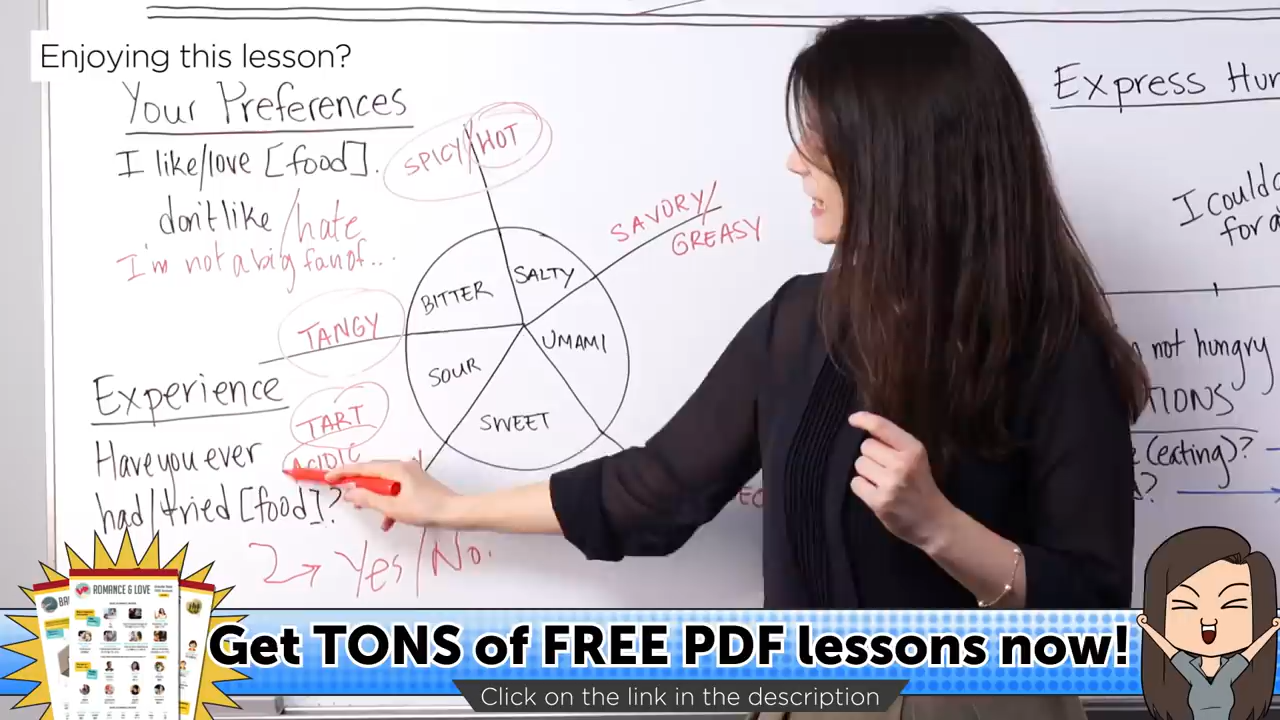 Enjoying this lesson?
Your Preferences
I like/love [food].
don't like/hate
I'm not a big fan of...
SPICY/HOT
SAVORY/
GREASY
BITTER
SALTY
TANGY
UMAMI
SOUR
SWEET
TART
ACIDIC
Experience
Have you ever
had/tried [food]?
→ Yes/No.
Express Hun
I could
for a
not hungry
TIONS
(eating)?
?
ROMANCE & LOVE
Get TONS of FREE PDF lessons now!
Click on the link in the description